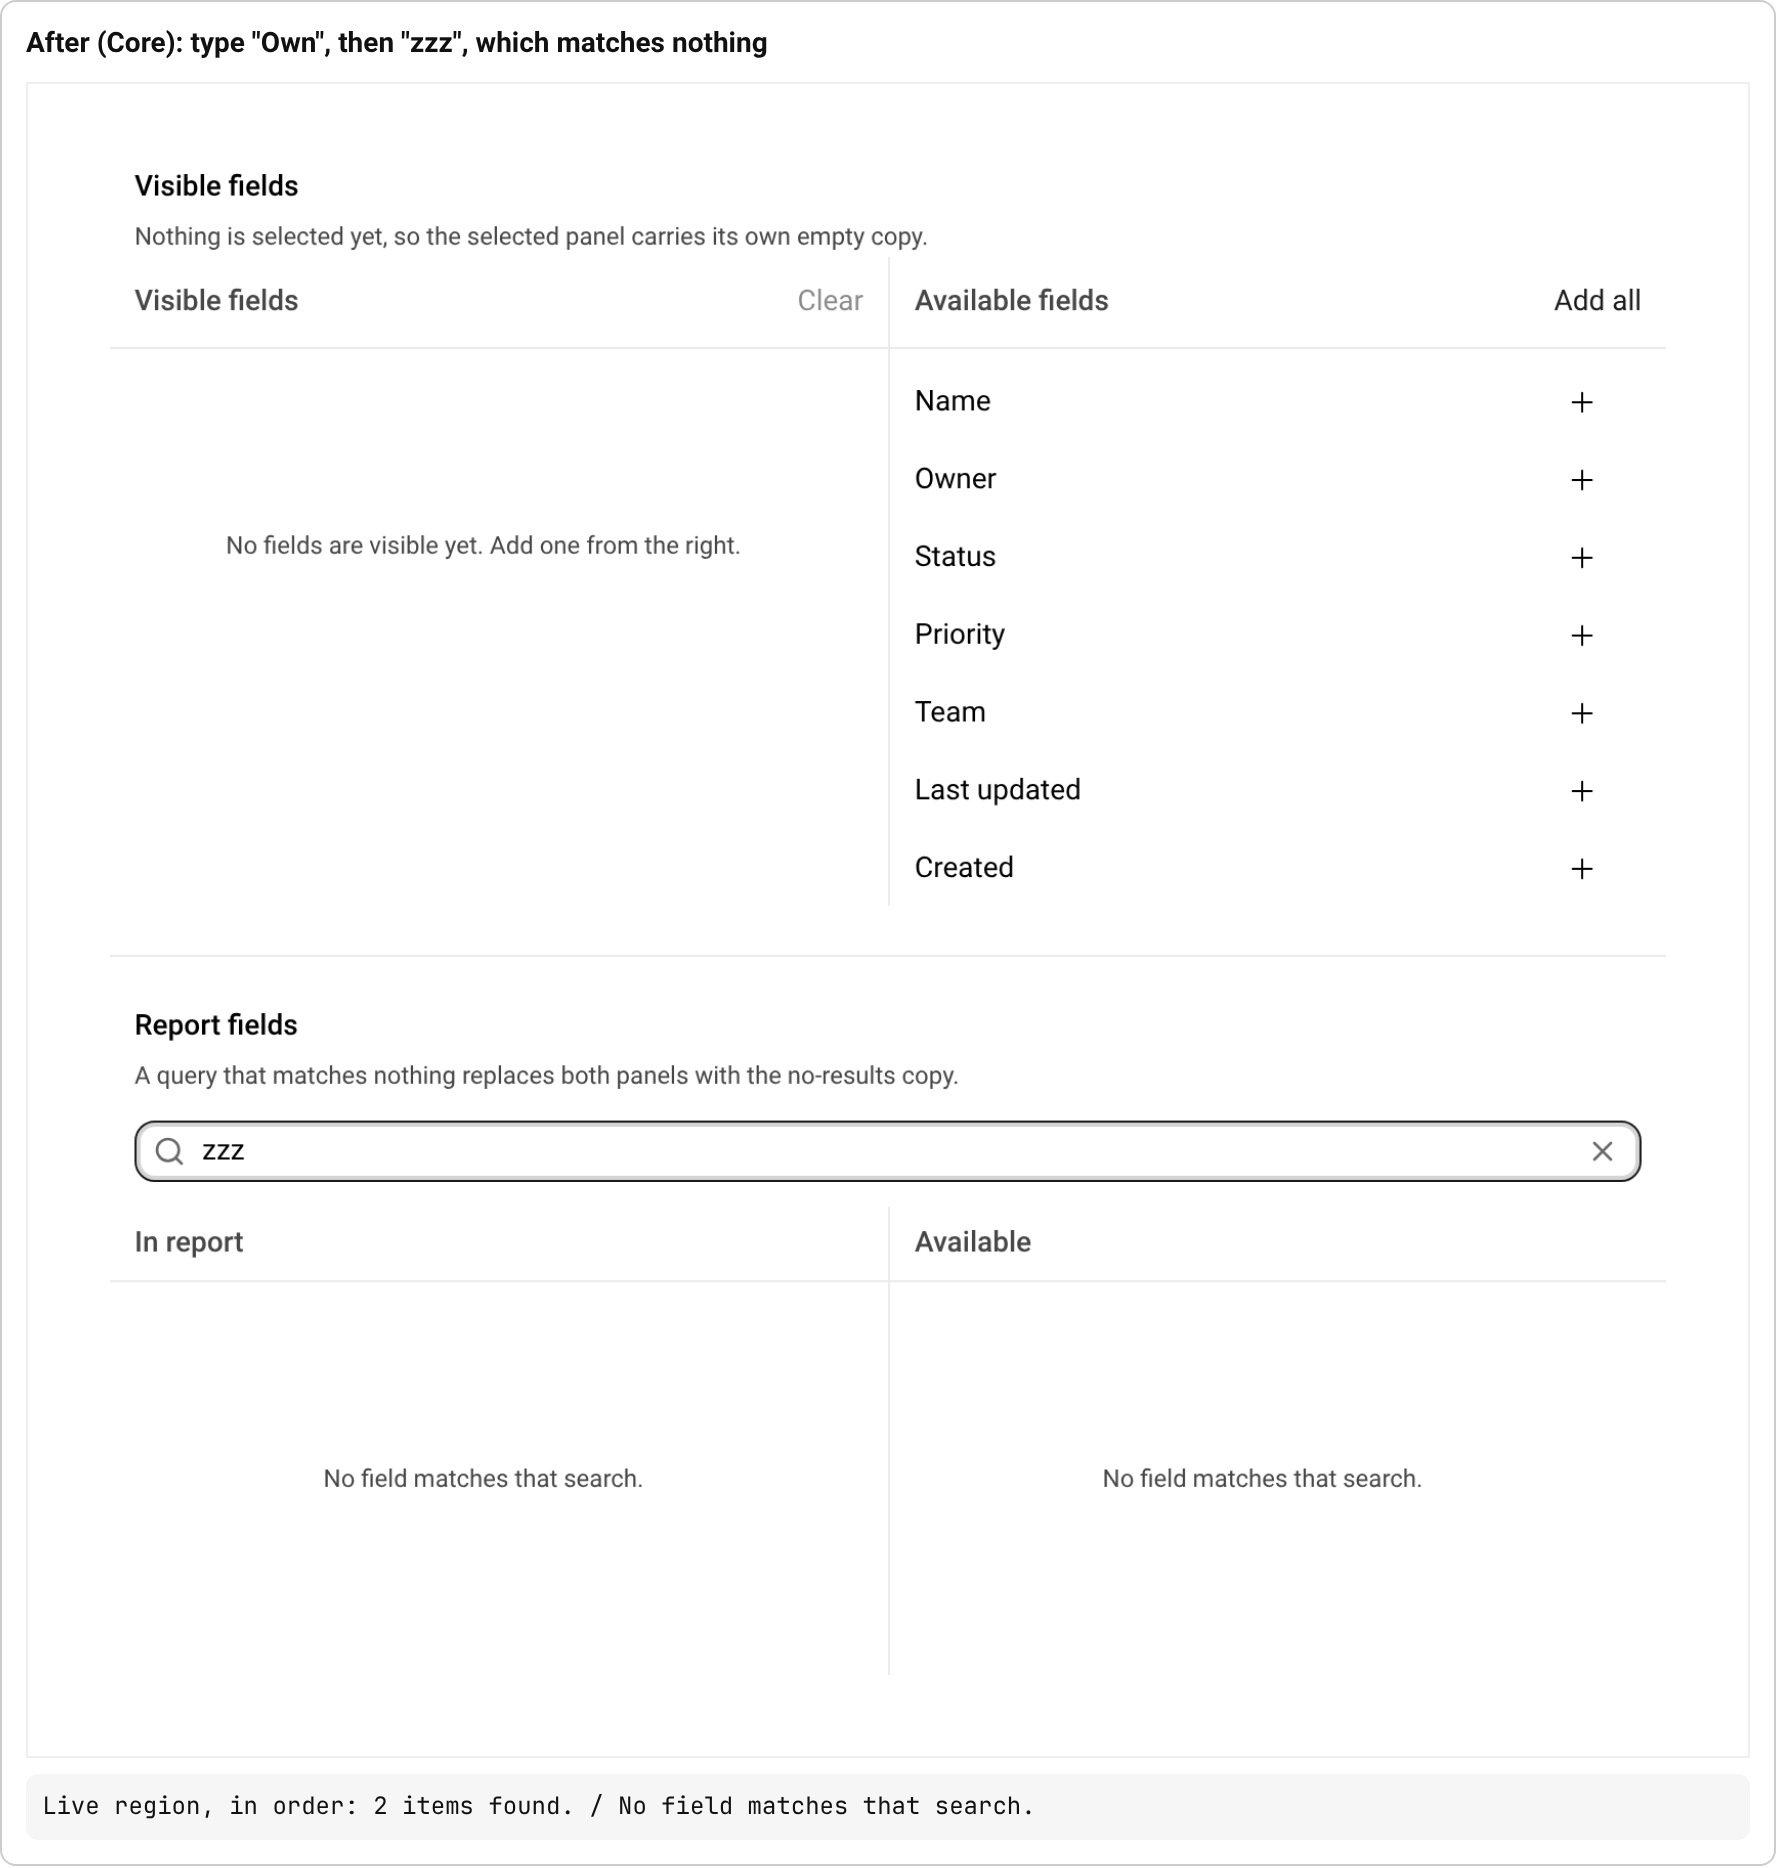 After (Core): type "Own", then "zzz", which matches nothing
Visible fields
Nothing is selected yet, so the selected panel carries its own empty copy.
Visible fields
Clear
No fields are visible yet. Add one from the right.
Available fields
Add all
Name
Owner
Status
Priority
Team
Last updated
Created
Report fields
A query that matches nothing replaces both panels with the no-results copy.
zzz
In report
No field matches that search.
Available
No field matches that search.
Live region, in order: 2 items found. / No field matches that search.